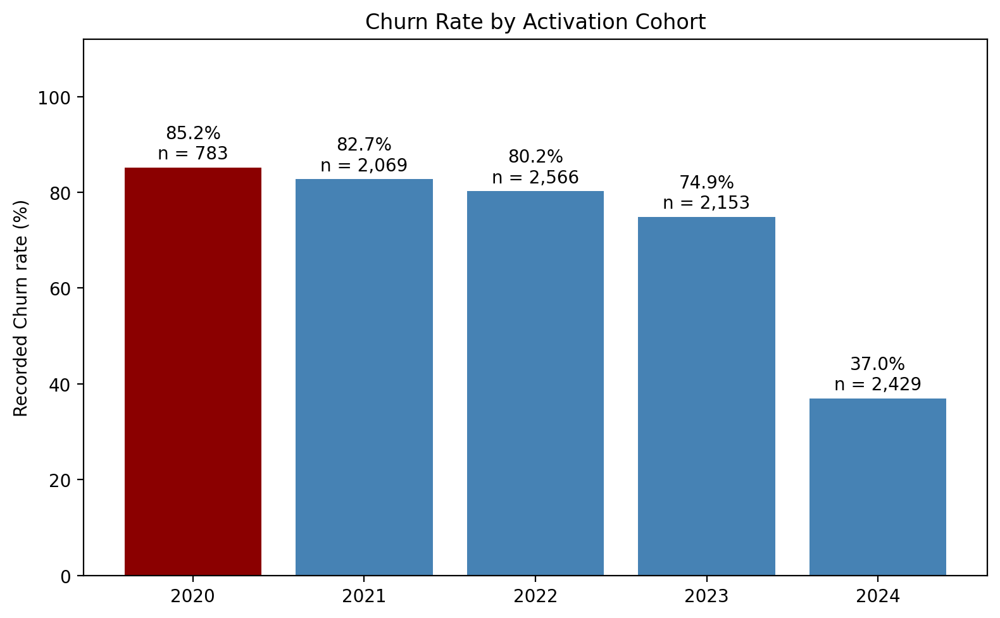 Churn Rate by Activation Cohort
Recorded Churn rate (%)
100
80
60
40
20
0
85.2%
n = 783
82.7%
n = 2,069
80.2%
n = 2,566
74.9%
n = 2,153
37.0%
n = 2,429
2020
2021
2022
2023
2024